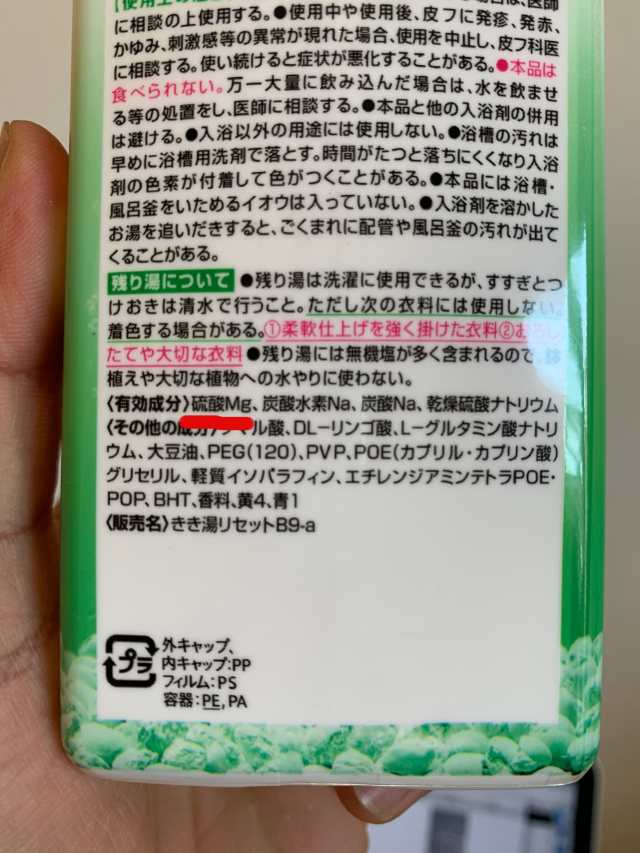 に相談の上使用する。●使用中や使用後、皮フに発疹、発赤、
かゆみ、刺激感等の異常が現れた場合、使用を中止し、皮フ科医
に相談する。使い続けると症状が悪化することがある。●本品は
食べられない。万一大量に飲み込んだ場合は、水を飲ませ
る等の処置をし、医師に相談する。●本品と他の入浴剤の併用
は避ける。●入浴以外の用途には使用しない。●浴槽の汚れは
早めに浴槽用洗剤で落とす。時間がたつと落ちにくくなり入浴
剤の色素が付着して色がつくことがある。●本品には浴槽・
風呂釜をいためるイオウは入っていない。●入浴剤を溶かした
お湯を追いだきすると、ごくまれに配管や風呂釜の汚れが出て
くることがある。
残り湯について ●残り湯は洗濯に使用できるが、すすぎとつ
けおきは清水で行うこと。ただし次の衣料には使用しない。
着色する場合がある。①柔軟仕上げを強く掛けた衣料②おろし
たてや大切な衣料 ●残り湯には無機塩が多く含まれるので、鉢
植えや大切な植物への水やりに使わない。
〈有効成分〉硫酸Mg、炭酸水素Na、炭酸Na、乾燥硫酸ナトリウム
〈その他の成分〉フマル酸、DL-リンゴ酸、L-グルタミン酸ナトリ
ウム、大豆油、PEG(120)、PVP、POE(カプリル・カプリン酸)
グリセリル、軽質イソパラフィン、エチレンジアミンテトラPOE・
POP、BHT、香料、黄4、青1
〈販売名〉きき湯リセットB9-a
プラ
外キャップ、
内キャップ:PP
フィルム:PS
容器:PE,PA